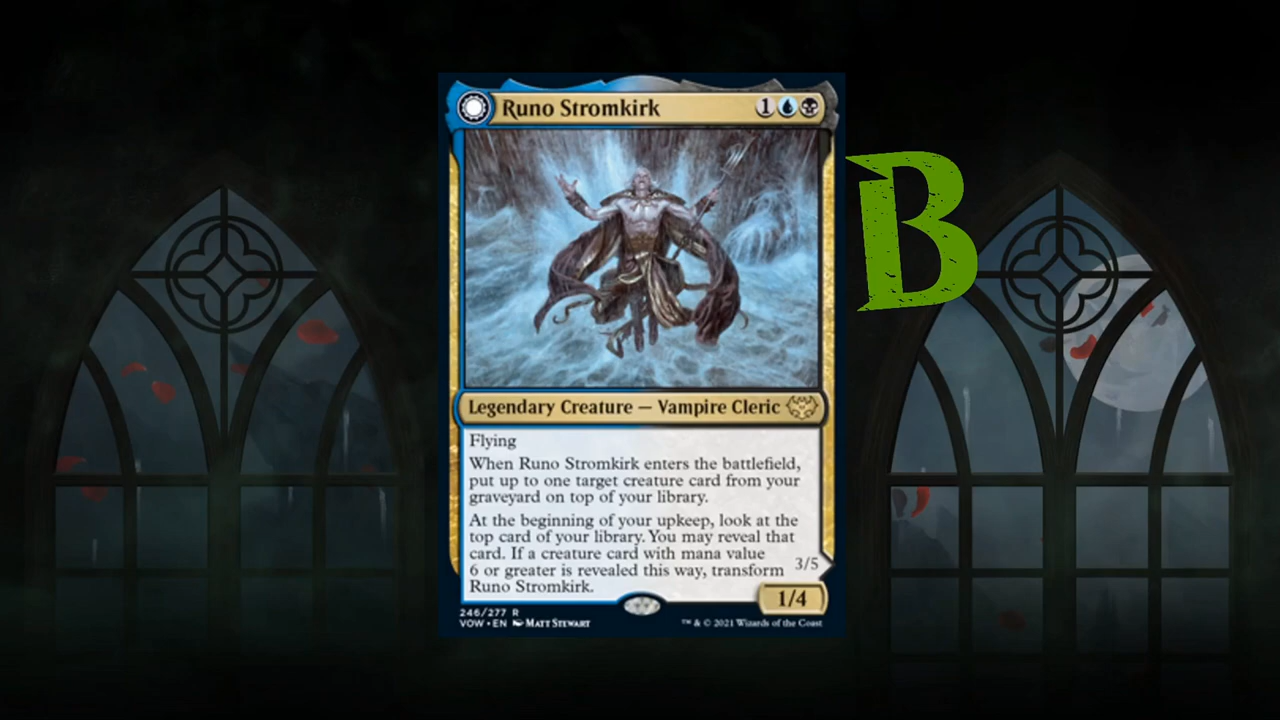 Runo Stromkirk 1
B
Legendary Creature — Vampire Cleric
Flying
When Runo Stromkirk enters the battlefield,
put up to one target creature card from your
graveyard on top of your library.
At the beginning of your upkeep, look at the
top card of your library. You may reveal that
card. If a creature card with mana value
6 or greater is revealed this way, transform
Runo Stromkirk.
3/5
1/4
246/277 R
VOW • EN Matt Stewart
™ & © 2021 Wizards of the Coast